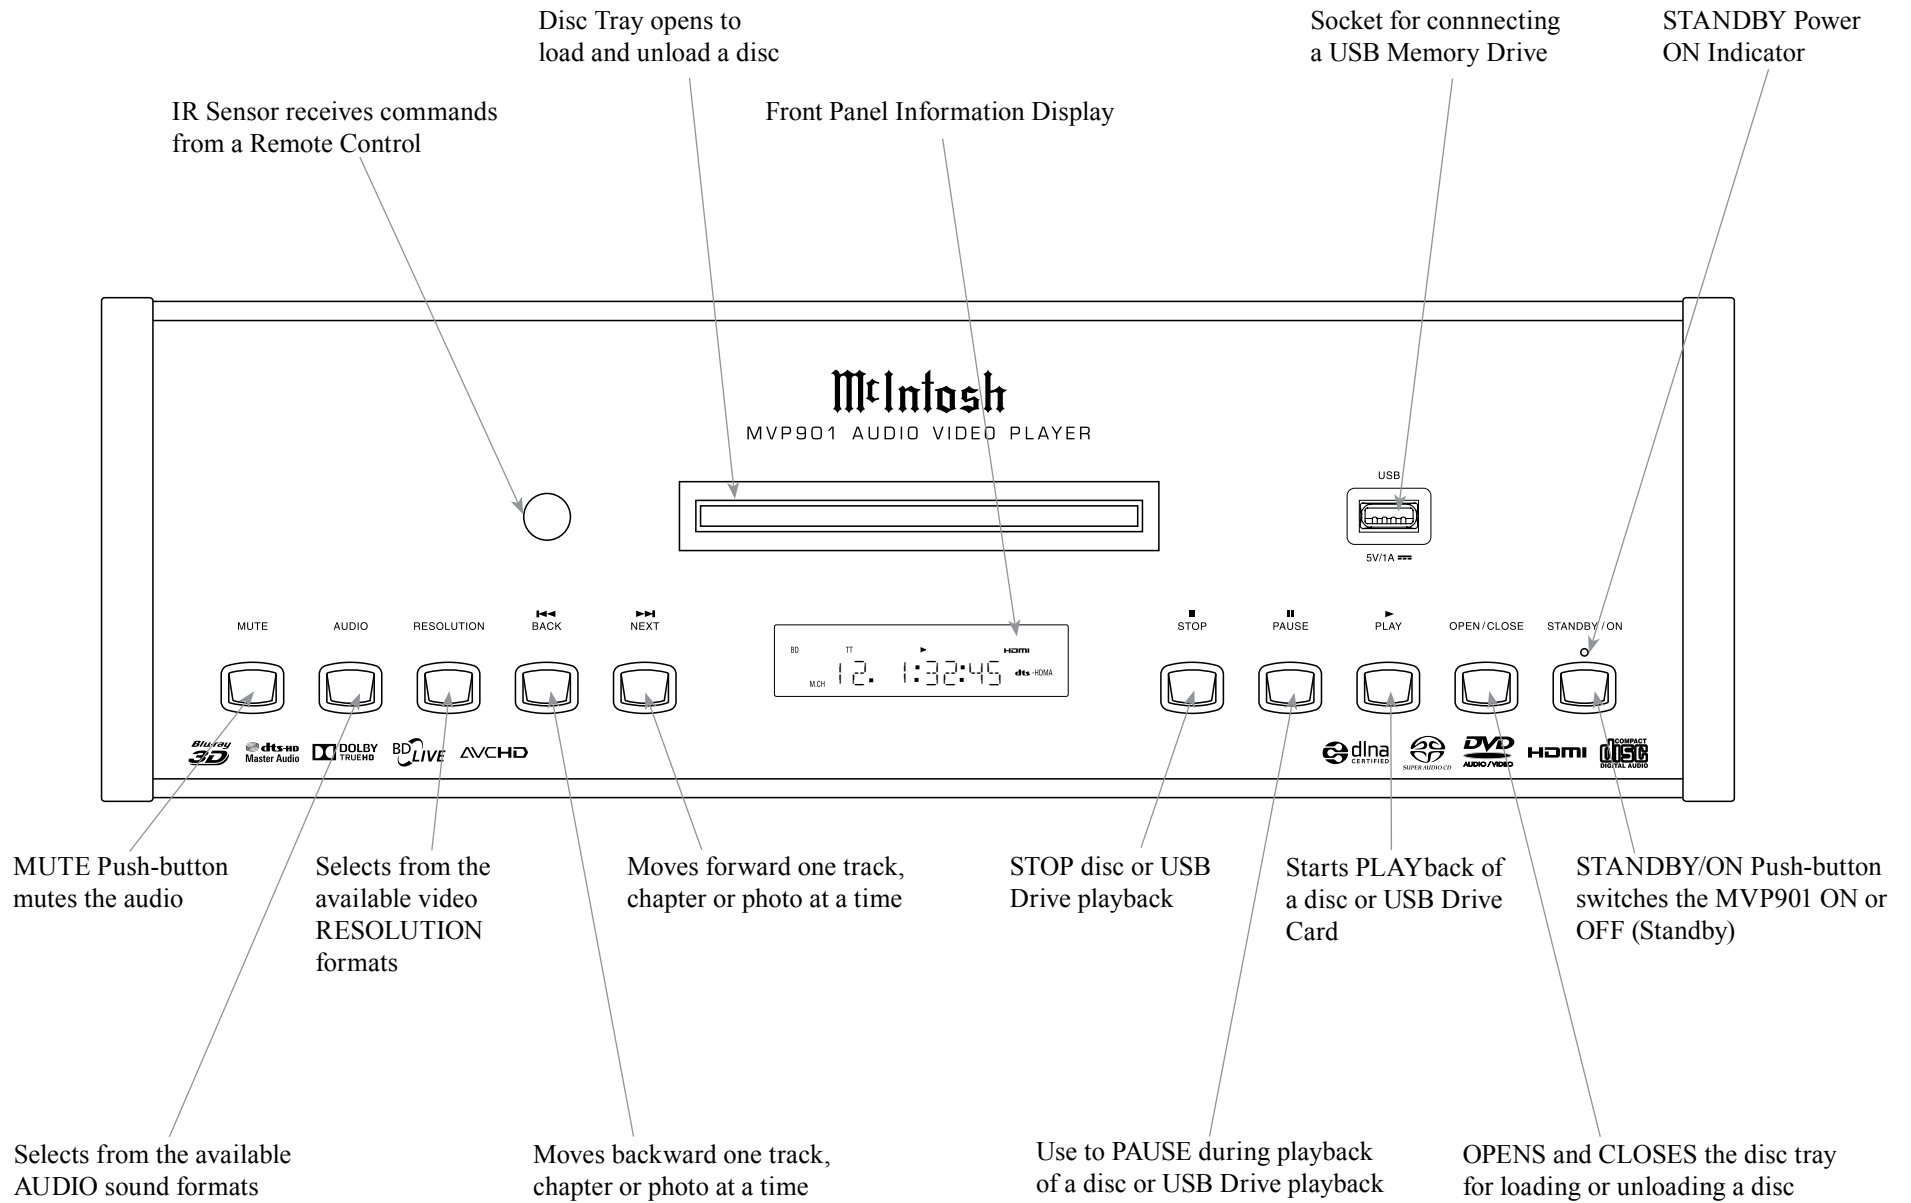 Disc Tray opens to
load and unload a disc
Socket for connnecting
a USB Memory Drive
STANDBY Power
ON Indicator
IR Sensor receives commands
from a Remote Control
Front Panel Information Display
McIntosh
MVP901 AUDIO VIDEO PLAYER
USB
5V/1A
MUTE
AUDIO
RESOLUTION
BACK
NEXT
STOP
PAUSE
PLAY
OPEN/CLOSE
STANDBY/ON
BD
TT
HDMI
M.CH
12. 1:32:45
dts-HDMA
Blu-ray
3D
dts-HD
Master Audio
DOLBY
TRUEHD
BD LIVE
AVCHD
dlna
CERTIFIED
SUPER AUDIO CD
DVD
AUDIO/VIDEO
HDMI
COMPACT
disc
DIGITAL AUDIO
MUTE Push-button
mutes the audio
Selects from the
available video
RESOLUTION
formats
Moves forward one track,
chapter or photo at a time
STOP disc or USB
Drive playback
Starts PLAYback of
a disc or USB Drive
Card
STANDBY/ON Push-button
switches the MVP901 ON or
OFF (Standby)
Selects from the available
AUDIO sound formats
Moves backward one track,
chapter or photo at a time
Use to PAUSE during playback
of a disc or USB Drive playback
OPENS and CLOSES the disc tray
for loading or unloading a disc